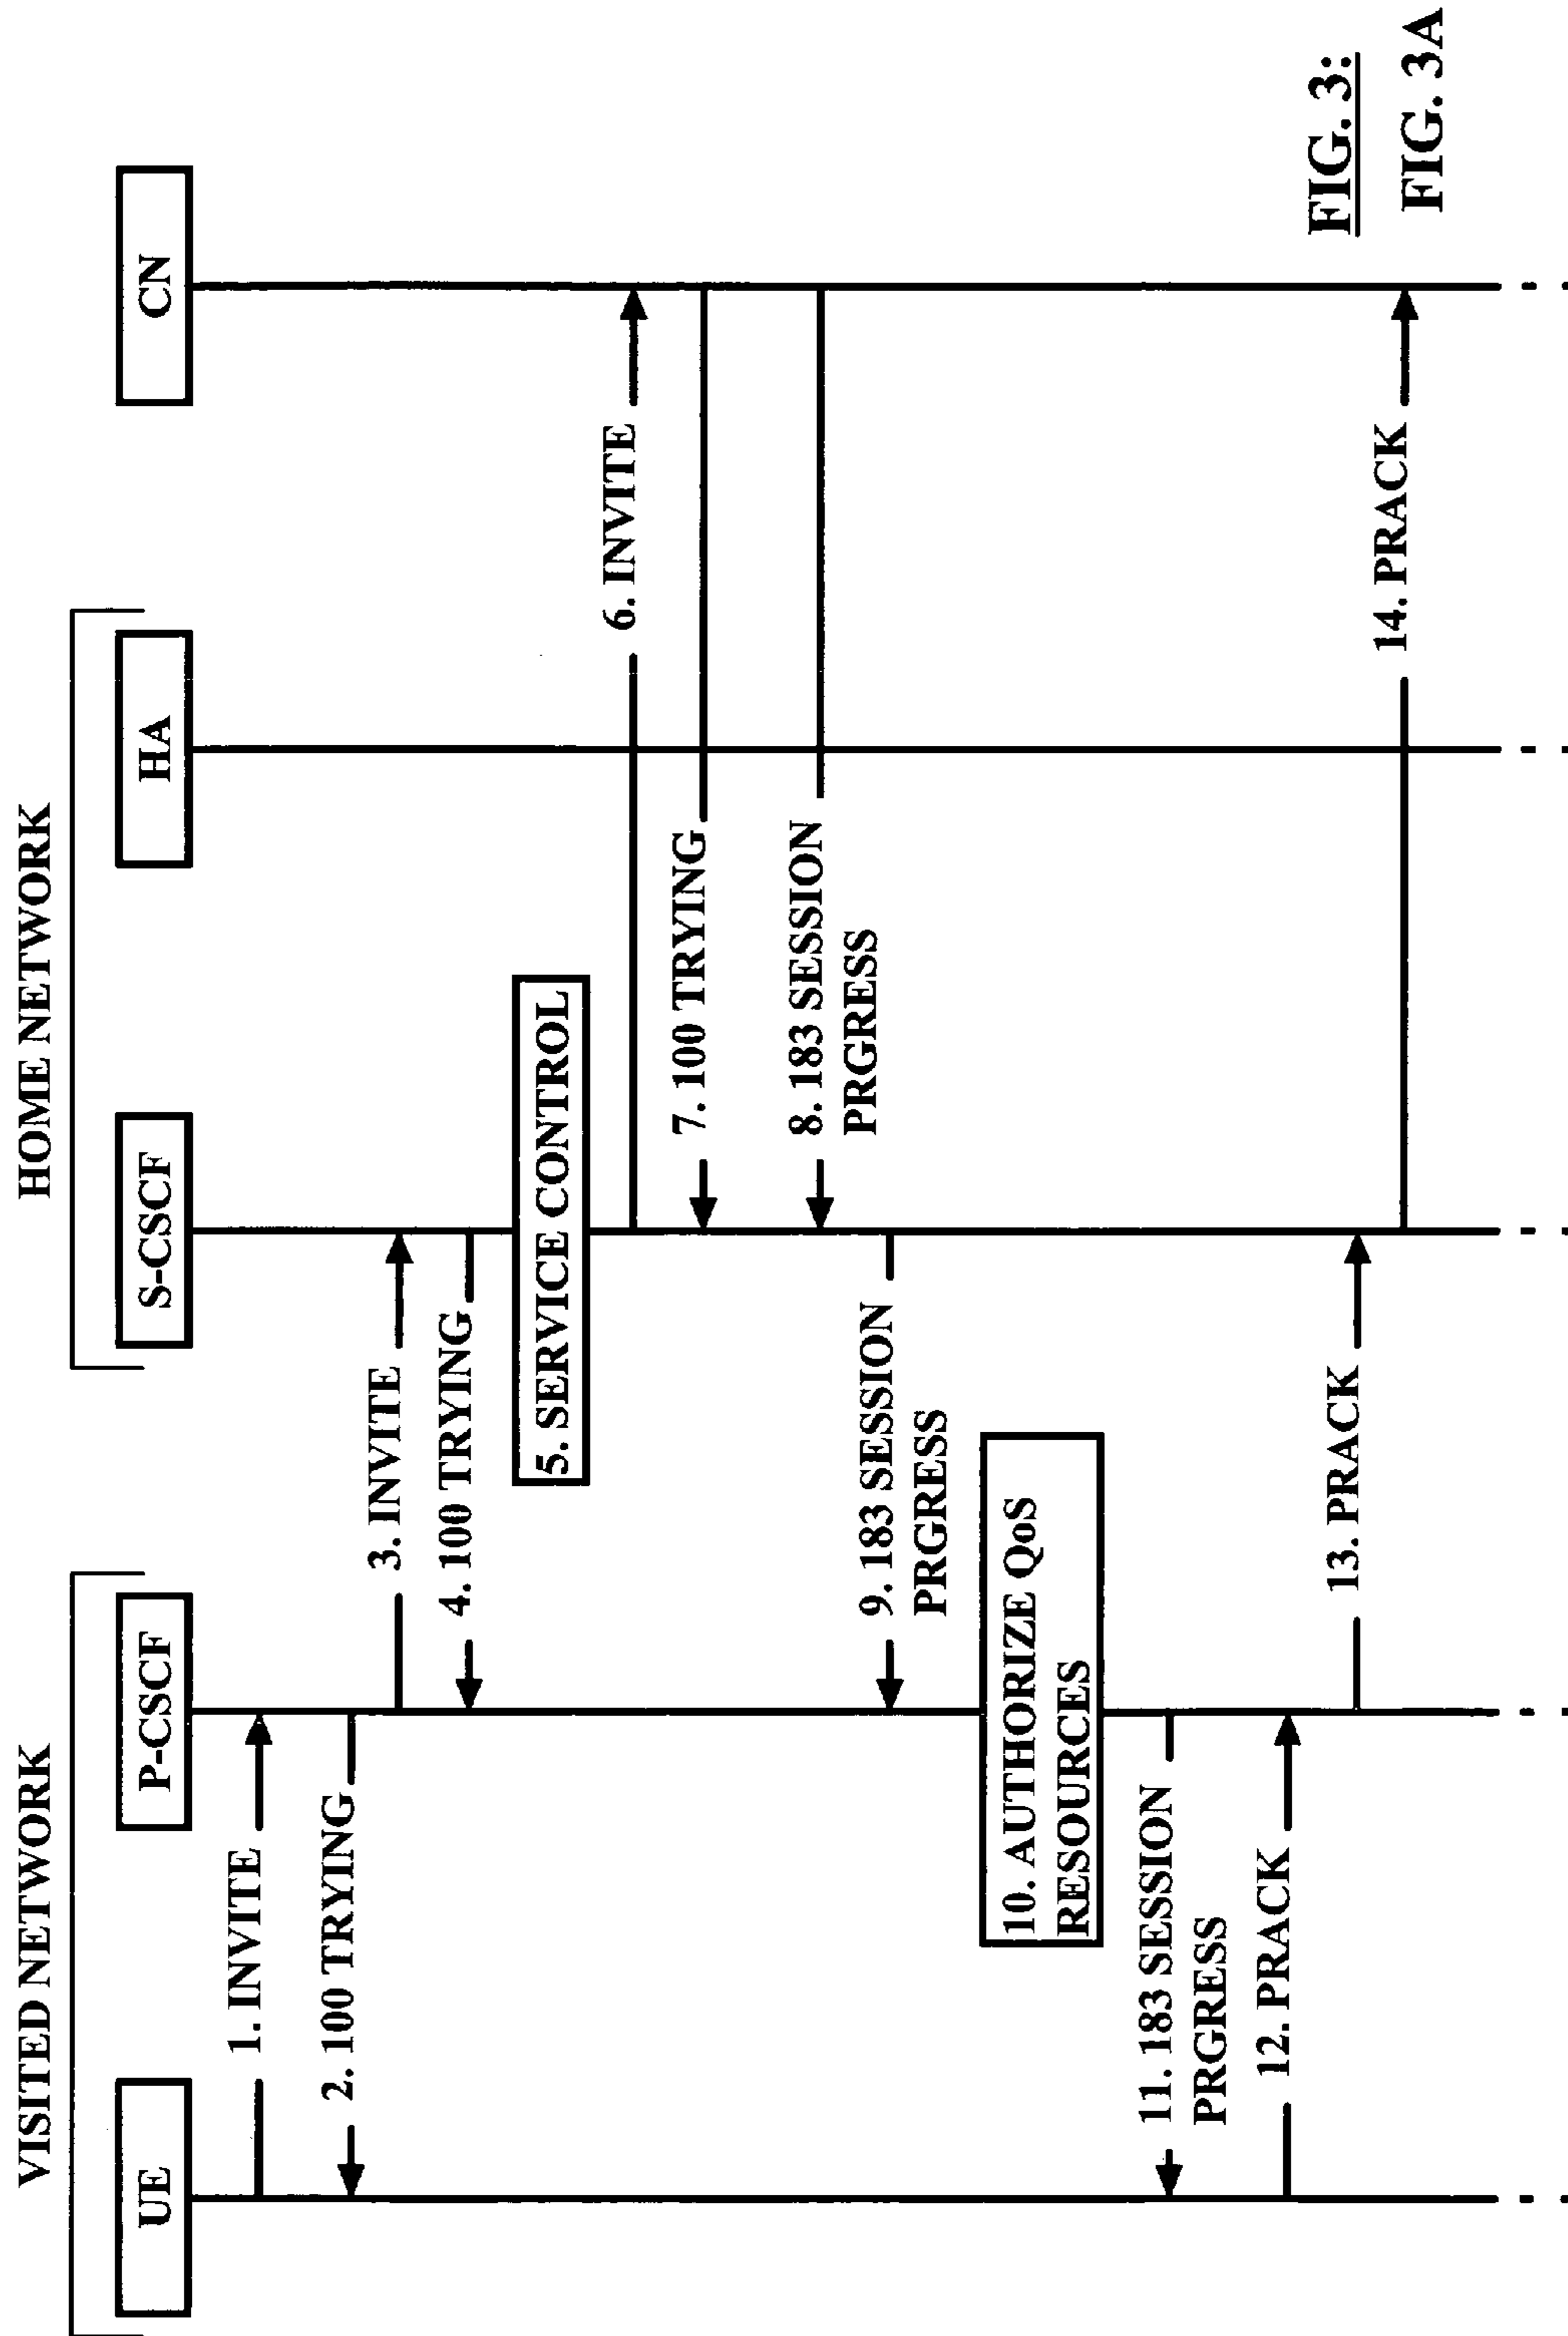 VISITED NETWORK
HOME NETWORK
UE
P-CSCF
S-CSCF
HA
CN
1. INVITE
2. 100 TRYING
3. INVITE
4. 100 TRYING
5. SERVICE CONTROL
6. INVITE
7. 100 TRYING
8. 183 SESSION
PRGRESS
9. 183 SESSION
PRGRESS
10. AUTHORIZE QoS
RESOURCES
11. 183 SESSION
PRGRESS
12. PRACK
13. PRACK
14. PRACK
FIG. 3:
FIG. 3A